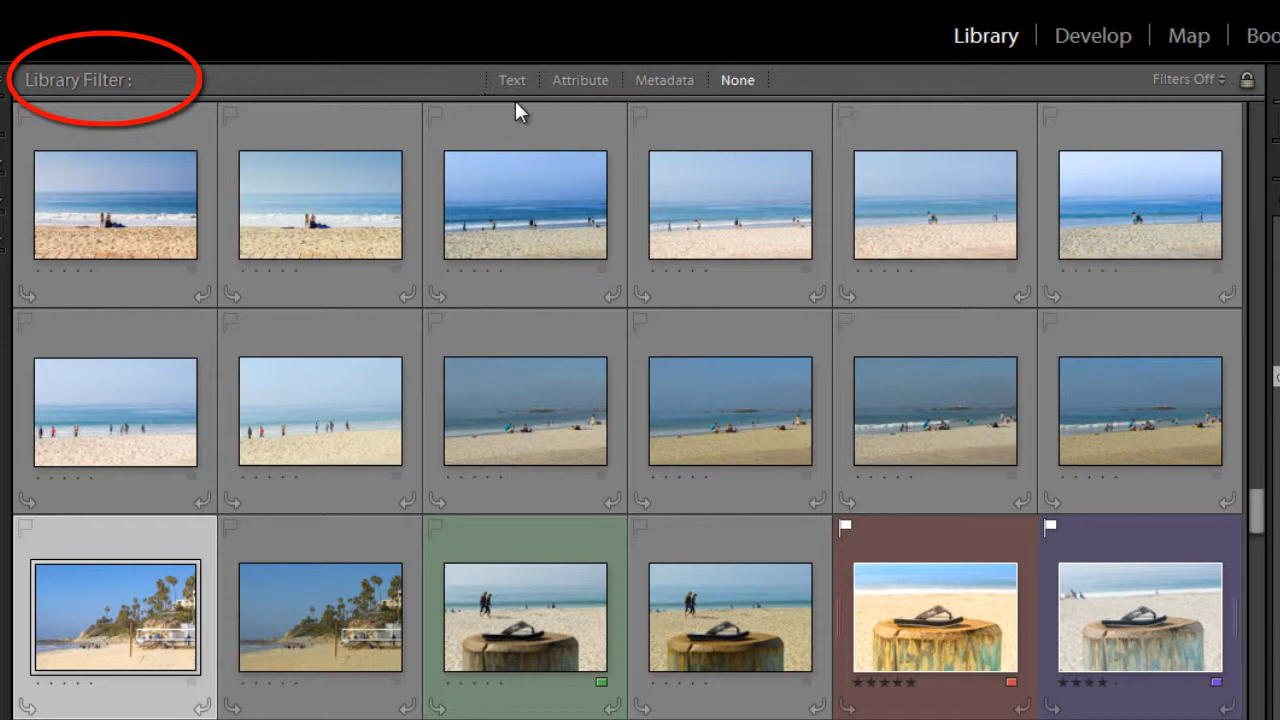 Library Develop Map Boo
Library Filter : Text Attribute Metadata None Filters Off